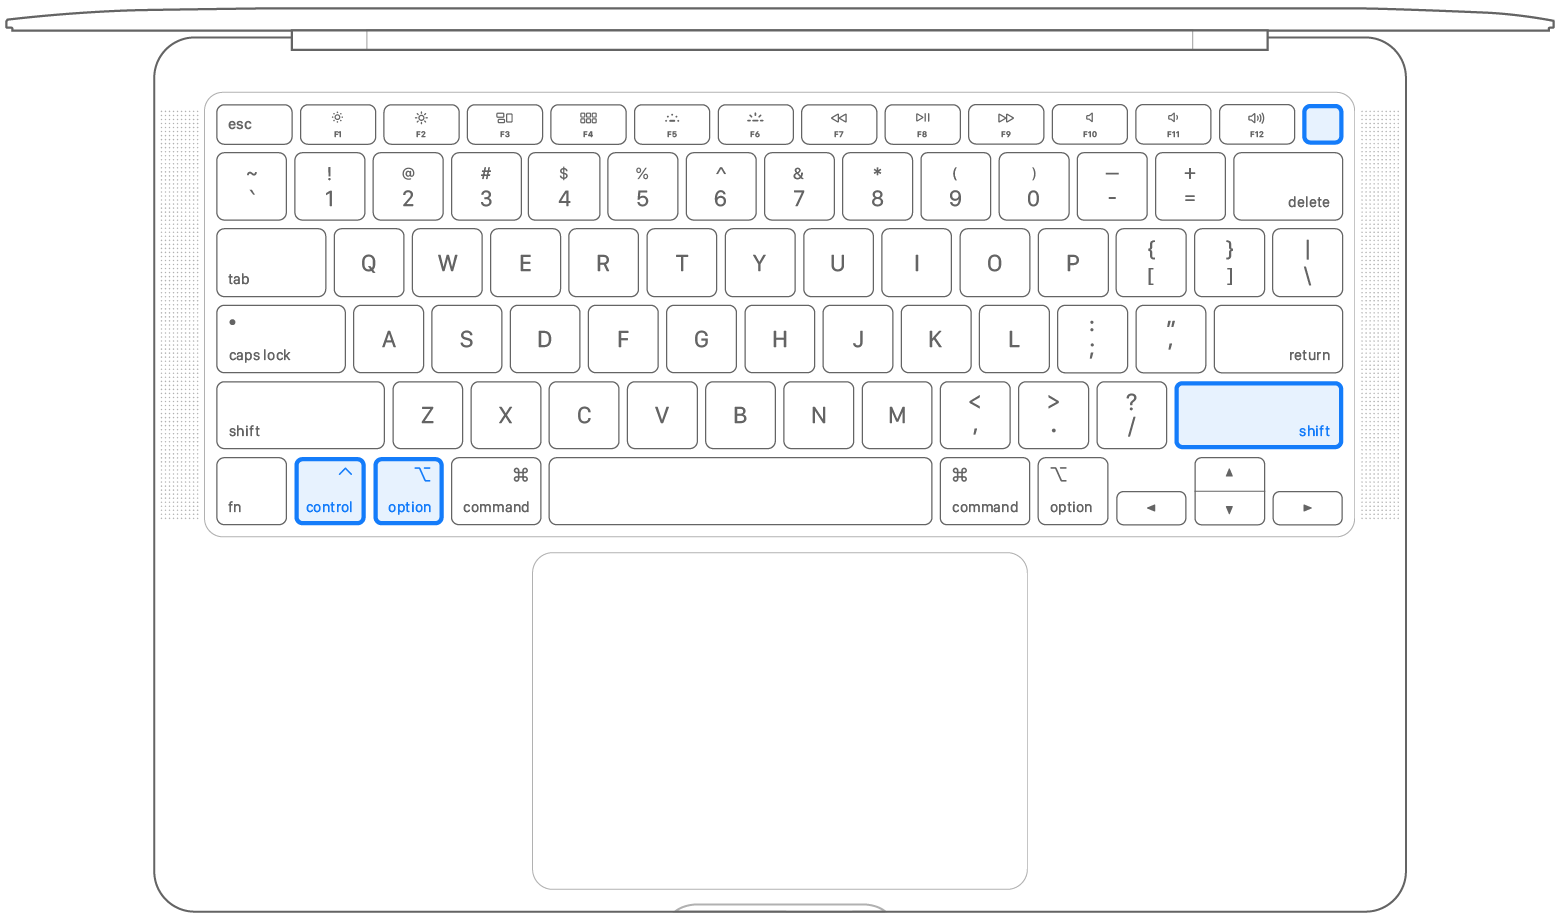 esc F1 F2 F3 F4 F5 F6 F7 F8 F9 F10 F11 F12
~ ! @ # $ % ^ & * ( ) — +
` 1 2 3 4 5 6 7 8 9 0 - = delete
tab Q W E R T Y U I O P { } |
[ ] \
caps lock A S D F G H J K L : "
; ' return
shift Z X C V B N M < > ?
, . / shift
fn control option command command option